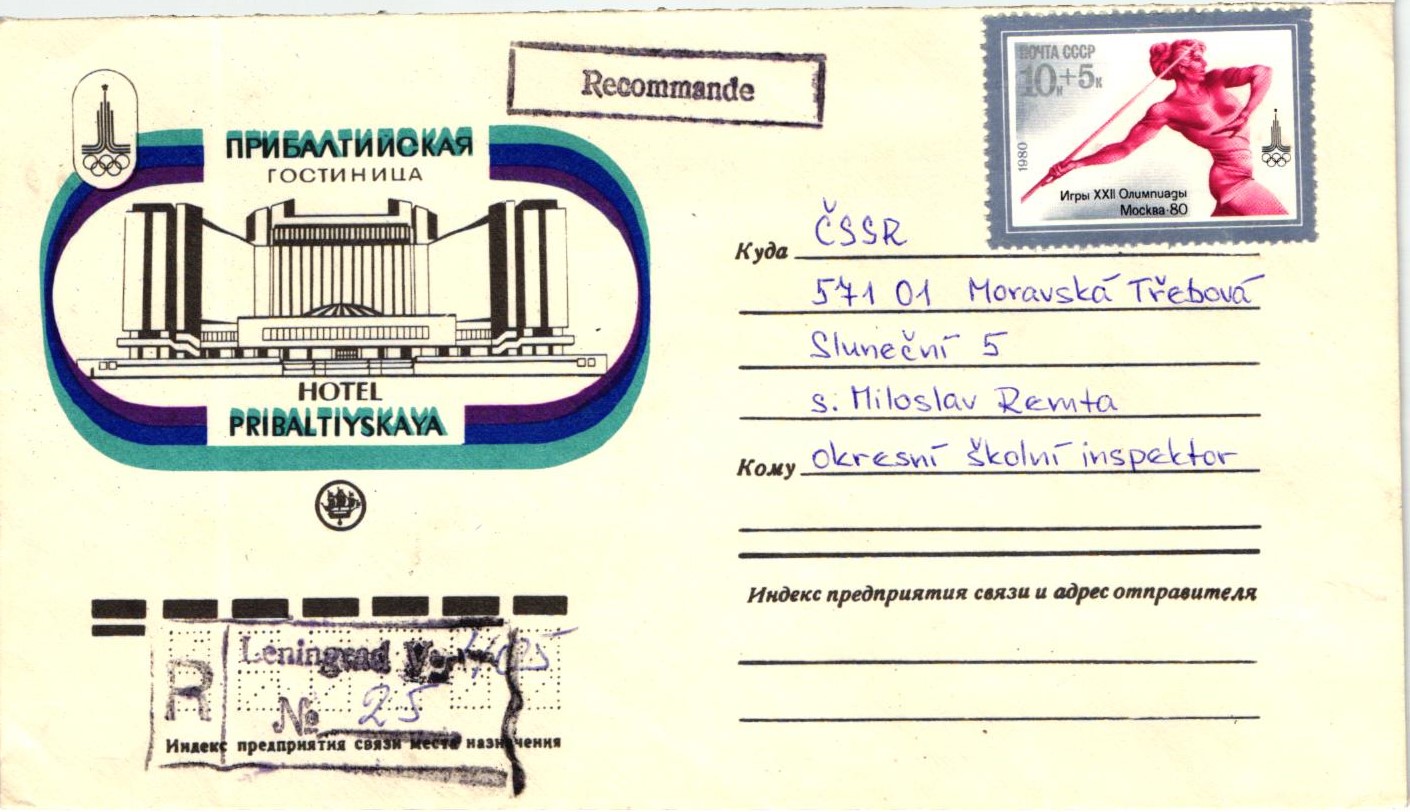 Recommande
ПОЧТА СССР
10к+5к
1980
Игры XXII Олимпиады
Москва·80
ПРИБАЛТИЙСКАЯ
ГОСТИНИЦА
HOTEL
PRIBALTIYSKAYA
Куда ČSSR
571 01 Moravská Třebová
Sluneční 5
s. Miloslav Remta
Кому okresní školní inspektor
Индекс предприятия связи и адрес отправителя
R
Leningrad
№ 25
Индекс предприятия связи места назначения